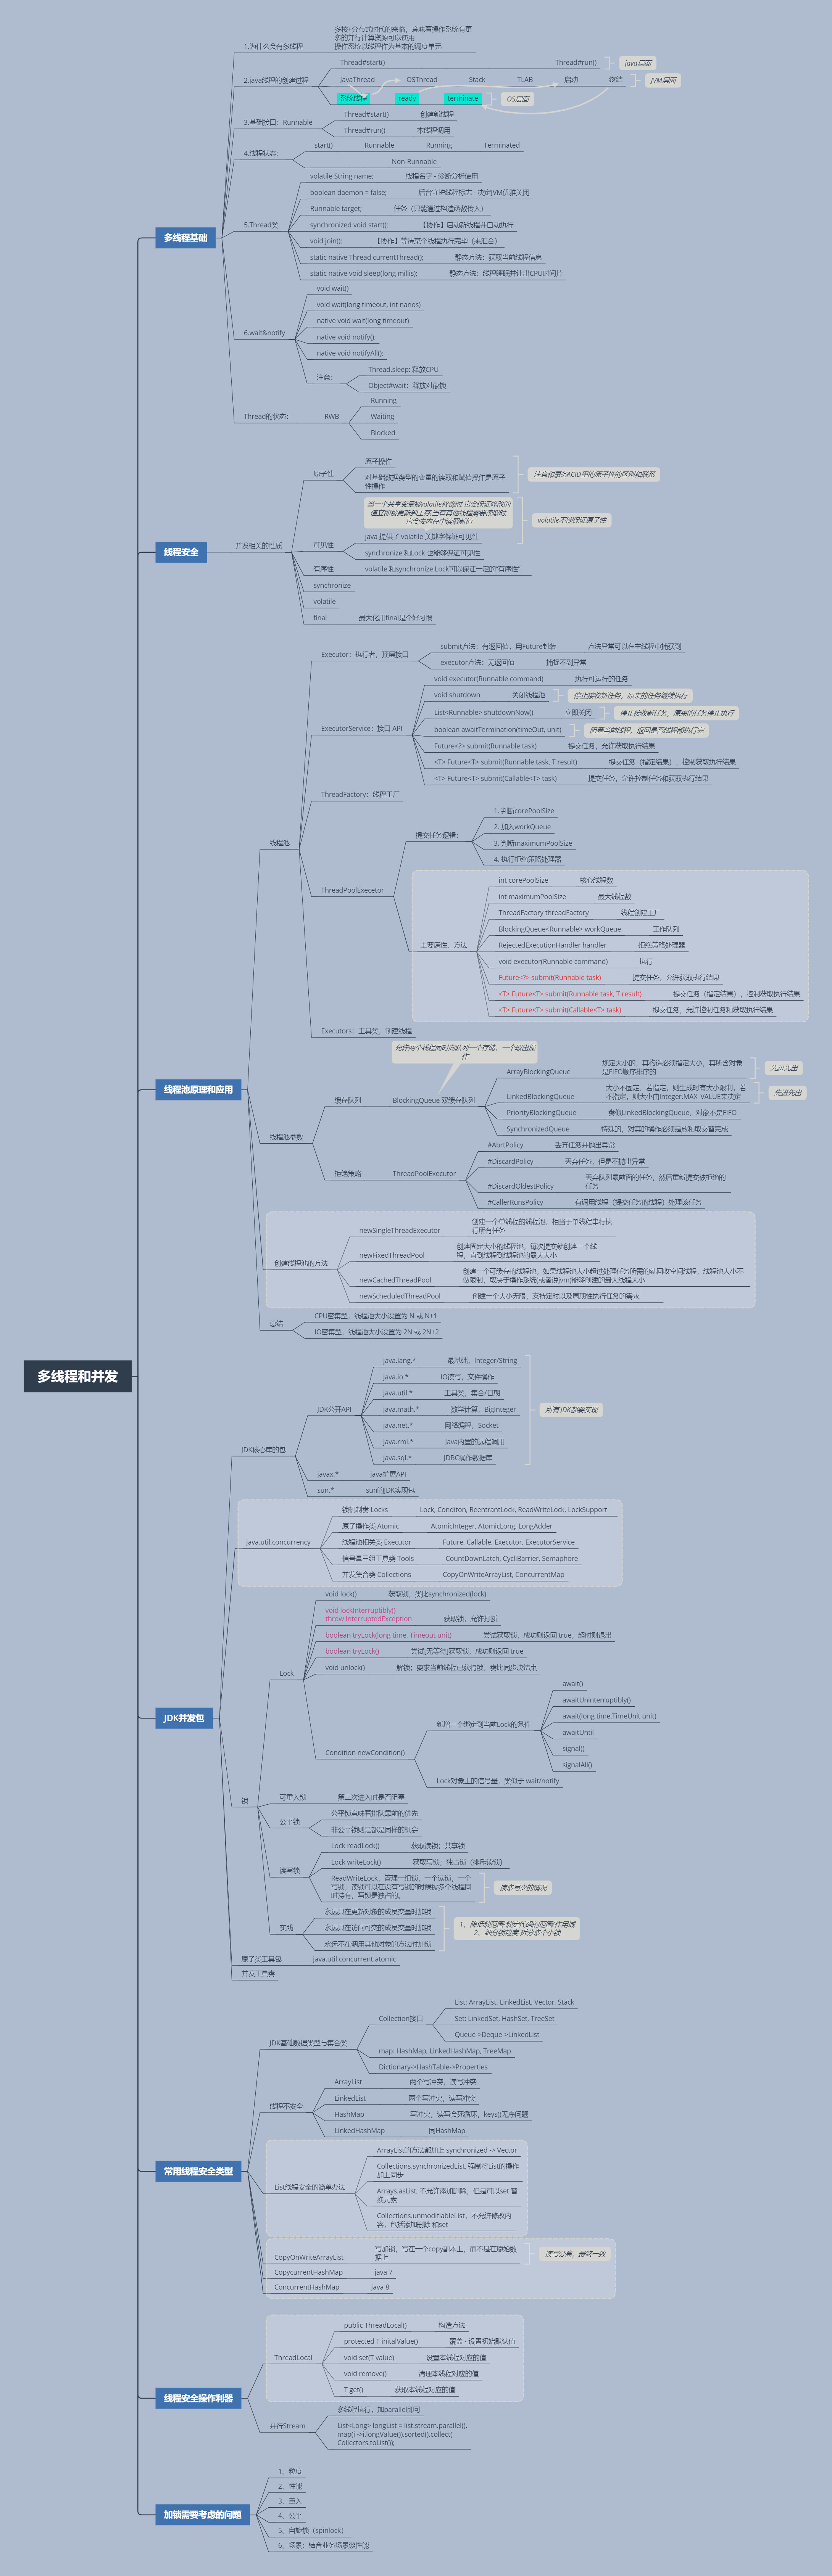 多线程和并发
多线程基础
1.为什么会有多线程
多核+分布式时代的来临，意味着操作系统有更
多的并行计算资源可以使用
操作系统以线程作为基本的调度单元
2.java线程的创建过程
Thread#start()
Thread#run()
java层面
JavaThread
OSThread
Stack
TLAB
启动
终结
JVM层面
系统线程
ready
terminate
OS层面
3.基础接口：Runnable
Thread#start()
创建新线程
Thread#run()
本线程调用
4.线程状态：
start()
Runnable
Running
Terminated
Non-Runnable
5.Thread类
volatile String name;
线程名字 - 诊断分析使用
boolean daemon = false;
后台守护线程标志 - 决定JVM优雅关闭
Runnable target;
任务（只能通过构造函数传入）
synchronized void start();
【协作】启动新线程并自动执行
void join();
【协作】等待某个线程执行完毕（来汇合）
static native Thread currentThread();
静态方法：获取当前线程信息
static native void sleep(long millis);
静态方法：线程睡眠并让出CPU时间片
6.wait&notify
void wait()
void wait(long timeout, int nanos)
native void wait(long timeout)
native void notify();
native void notifyAll();
注意：
Thread.sleep: 释放CPU
Object#wait：释放对象锁
Thread的状态：
RWB
Running
Waiting
Blocked
线程安全
并发相关的性质
原子性
原子操作
对基础数据类型的变量的读取和赋值操作是原子
性操作
注意和事务ACID里的原子性的区别和联系
可见性
当一个共享变量被volatile修饰时,它会保证修改的
值立即被更新到主存,当有其他线程需要读取时,
它会去内存中读取新值
java 提供了 volatile 关键字保证可见性
synchronize 和Lock 也能够保证可见性
volatile不能保证原子性
有序性
volatile 和synchronize Lock可以保证一定的“有序性”
synchronize
volatile
final
最大化用final是个好习惯
线程池原理和应用
线程池
Executor：执行者，顶层接口
submit方法：有返回值，用Future封装
方法异常可以在主线程中捕获到
executor方法：无返回值
捕捉不到异常
ExecutorService：接口 API
void executor(Runnable command)
执行可运行的任务
void shutdown
关闭线程池
停止接收新任务，原来的任务继续执行
List<Runnable> shutdownNow()
立即关闭
停止接收新任务，原来的任务停止执行
boolean awaitTermination(timeOut, unit)
阻塞当前线程，返回是否线程都执行完
Future<?> submit(Runnable task)
提交任务，允许获取执行结果
<T> Future<T> submit(Runnable task, T result)
提交任务（指定结果），控制获取执行结果
<T> Future<T> submit(Callable<T> task)
提交任务，允许控制任务和获取执行结果
ThreadFactory：线程工厂
ThreadPoolExecetor
提交任务逻辑：
1. 判断corePoolSize
2. 加入workQueue
3. 判断maximumPoolSize
4. 执行拒绝策略处理器
主要属性、方法
int corePoolSize
核心线程数
int maximumPoolSize
最大线程数
ThreadFactory threadFactory
线程创建工厂
BlockingQueue<Runnable> workQueue
工作队列
RejectedExecutionHandler handler
拒绝策略处理器
void executor(Runnable command)
执行
Future<?> submit(Runnable task)
提交任务，允许获取执行结果
<T> Future<T> submit(Runnable task, T result)
提交任务（指定结果），控制获取执行结果
<T> Future<T> submit(Callable<T> task)
提交任务，允许控制任务和获取执行结果
Executors：工具类，创建线程
线程池参数
缓存队列
允许两个线程同时向队列一个存储，一个取出操
作
BlockingQueue 双缓存队列
ArrayBlockingQueue
规定大小的，其构造必须指定大小，其所含对象
是FIFO顺序排序的
先进先出
LinkedBlockingQueue
大小不固定，若指定，则生成时有大小限制，若
不指定，则大小由Integer.MAX_VALUE来决定
先进先出
PriorityBlockingQueue
类似LinkedBlockingQueue，对象不是FIFO
SynchronizedQueue
特殊的，对其的操作必须是放和取交替完成
拒绝策略
ThreadPoolExecutor
#AbrtPolicy
丢弃任务并抛出异常
#DiscardPolicy
丢弃任务，但是不抛出异常
#DiscardOldestPolicy
丢弃队列最前面的任务，然后重新提交被拒绝的
任务
#CallerRunsPolicy
有调用线程（提交任务的线程）处理该任务
创建线程池的方法
newSingleThreadExecutor
创建一个单线程的线程池，相当于单线程串行执
行所有任务
newFixedThreadPool
创建固定大小的线程池，每次提交就创建一个线
程，直到线程到线程池的最大大小
newCachedThreadPool
创建一个可缓存的线程池。如果线程池大小超过处理任务所需的就回收空间线程，线程池大小不
做限制，取决于操作系统(或者说jvm)能够创建的最大线程大小
newScheduledThreadPool
创建一个大小无限，支持定时以及周期性执行任务的需求
总结
CPU密集型，线程池大小设置为 N 或 N+1
IO密集型，线程池大小设置为 2N 或 2N+2
JDK并发包
JDK核心库的包
JDK公开API
java.lang.*
最基础，Integer/String
java.io.*
IO读写，文件操作
java.util.*
工具类，集合/日期
java.math.*
数学计算，BigInteger
java.net.*
网络编程，Socket
java.rmi.*
Java内置的远程调用
java.sql.*
JDBC操作数据库
所有 JDK都要实现
javax.*
java扩展API
sun.*
sun的JDK实现包
java.util.concurrency
锁机制类 Locks
Lock, Conditon, ReentrantLock, ReadWriteLock, LockSupport
原子操作类 Atomic
AtomicInteger, AtomicLong, LongAdder
线程池相关类 Executor
Future, Callable, Executor, ExecutorService
信号量三组工具类 Tools
CountDownLatch, CycliBarrier, Semaphore
并发集合类 Collections
CopyOnWriteArrayList, ConcurrentMap
锁
Lock
void lock()
获取锁，类比synchronized(lock)
void lockInterruptibly()
throw InterruptedException
获取锁，允许打断
boolean tryLock(long time, Timeout unit)
尝试获取锁，成功则返回 true，超时则退出
boolean tryLock()
尝试[无等待]获取锁，成功则返回 true
void unlock()
解锁；要求当前线程已获得锁，类比同步块结束
Condition newCondition()
新增一个绑定到当前Lock的条件
await()
awaitUninterruptibly()
await(long time,TimeUnit unit)
awaitUntil
signal()
signalAll()
Lock对象上的信号量，类似于 wait/notify
可重入锁
第二次进入时是否阻塞
公平锁
公平锁意味着排队靠前的优先
非公平锁则是都是同样的机会
读写锁
Lock readLock()
获取读锁；共享锁
Lock writeLock()
获取写锁；独占锁（排斥读锁）
ReadWriteLock，管理一组锁，一个读锁，一个
写锁，读锁可以在没有写锁的时候被多个线程同
时持有，写锁是独占的。
读多写少的情况
实践
永远只在更新对象的成员变量时加锁
永远只在访问可变的成员变量时加锁
永远不在调用其他对象的方法时加锁
1、降低锁范围-锁定代码的范围/作用域
2、细分锁粒度-拆分多个小锁
原子类工具包
java.util.concurrent.atomic
并发工具类
常用线程安全类型
JDK基础数据类型与集合类
Collection接口
List: ArrayList, LinkedList, Vector, Stack
Set: LinkedSet, HashSet, TreeSet
Queue->Deque->LinkedList
map: HashMap, LinkedHashMap, TreeMap
Dictionary->HashTable->Properties
线程不安全
ArrayList
两个写冲突，读写冲突
LinkedList
两个写冲突，读写冲突
HashMap
写冲突，读写会死循环，keys()无序问题
LinkedHashMap
同HashMap
List线程安全的简单办法
ArrayList的方法都加上 synchronized -> Vector
Collections.synchronizedList, 强制将List的操作
加上同步
Arrays.asList, 不允许添加删除，但是可以set 替
换元素
Collections.unmodifiableList，不允许修改内
容，包括添加删除 和set
CopyOnWriteArrayList
写加锁，写在一个copy副本上，而不是在原始数
据上
读写分离，最终一致
CopycurrentHashMap
java 7
ConcurrentHashMap
java 8
线程安全操作利器
ThreadLocal
public ThreadLocal()
构造方法
protected T initalValue()
覆盖 - 设置初始默认值
void set(T value)
设置本线程对应的值
void remove()
清理本线程对应的值
T get()
获取本线程对应的值
并行Stream
多线程执行，加parallel即可
List<Long> longList = list.stream.parallel().
map(i ->i.longValue()).sorted().collect(
Collectors.toList());
加锁需要考虑的问题
1、粒度
2、性能
3、重入
4、公平
5、自旋锁（spinlock）
6、场景：结合业务场景谈性能